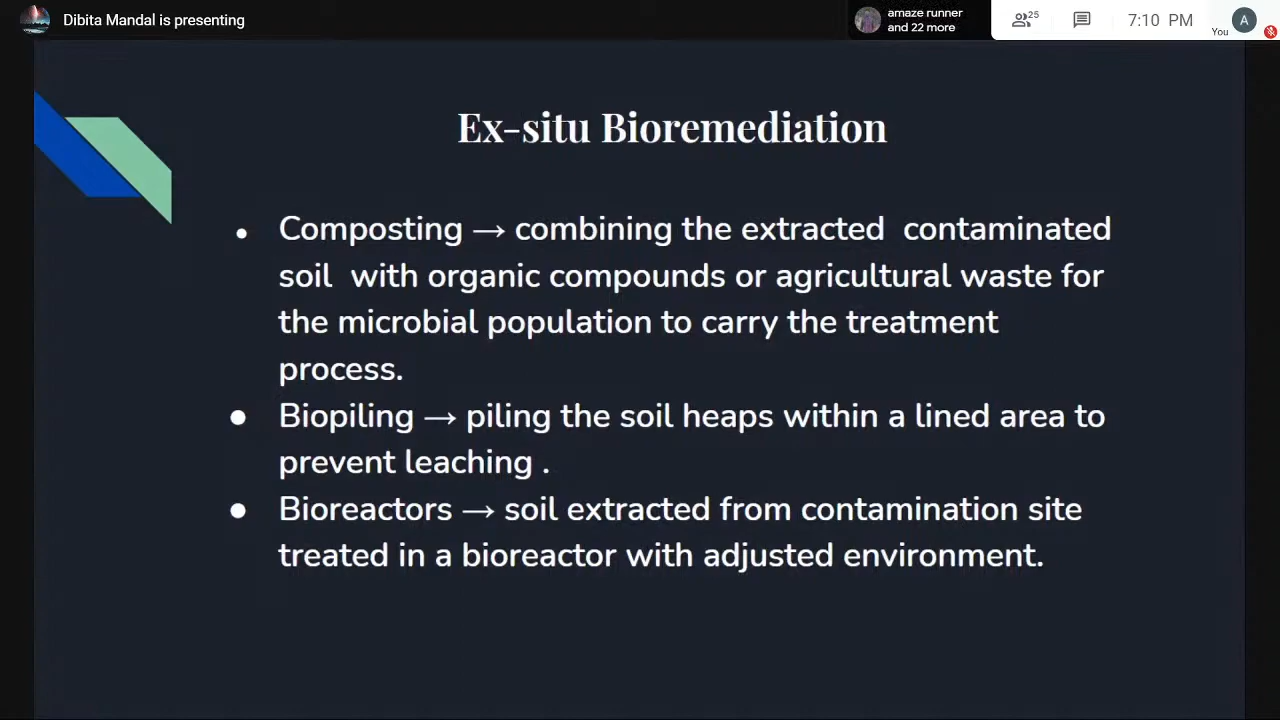 Dibita Mandal is presenting
amaze runner
and 22 more
25
7:10 PM
You
A
Ex-situ Bioremediation
• Composting → combining the extracted contaminated
soil with organic compounds or agricultural waste for
the microbial population to carry the treatment
process.
● Biopiling → piling the soil heaps within a lined area to
prevent leaching .
● Bioreactors → soil extracted from contamination site
treated in a bioreactor with adjusted environment.